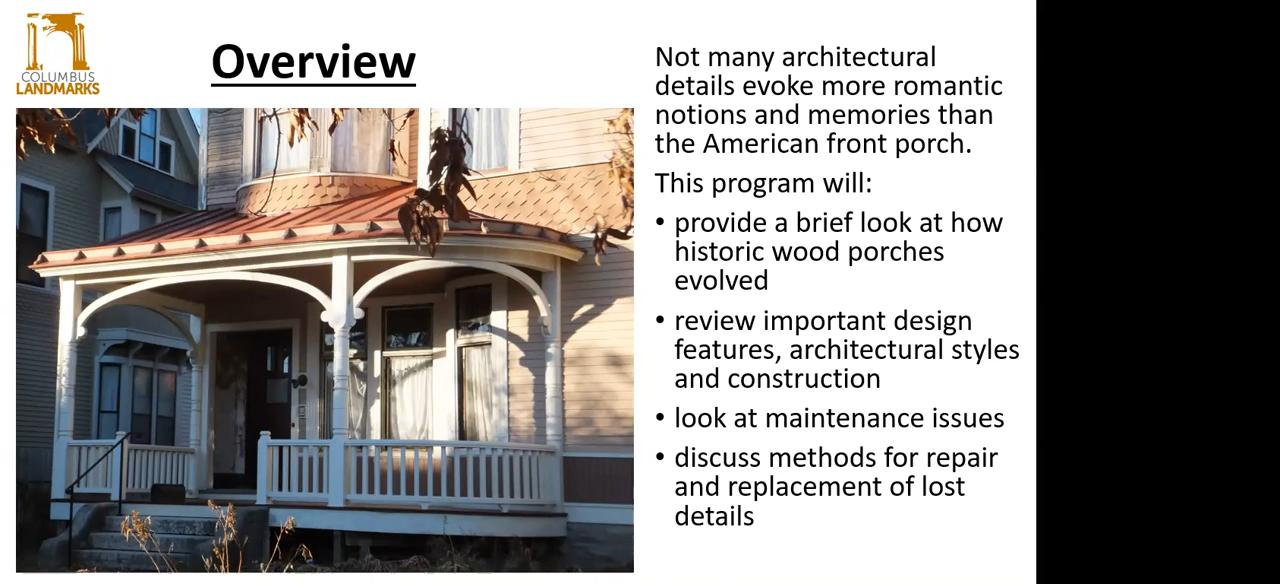 COLUMBUS
LANDMARKS
Overview
Not many architectural
details evoke more romantic
notions and memories than
the American front porch.
This program will:
• provide a brief look at how
historic wood porches
evolved
• review important design
features, architectural styles
and construction
• look at maintenance issues
• discuss methods for repair
and replacement of lost
details